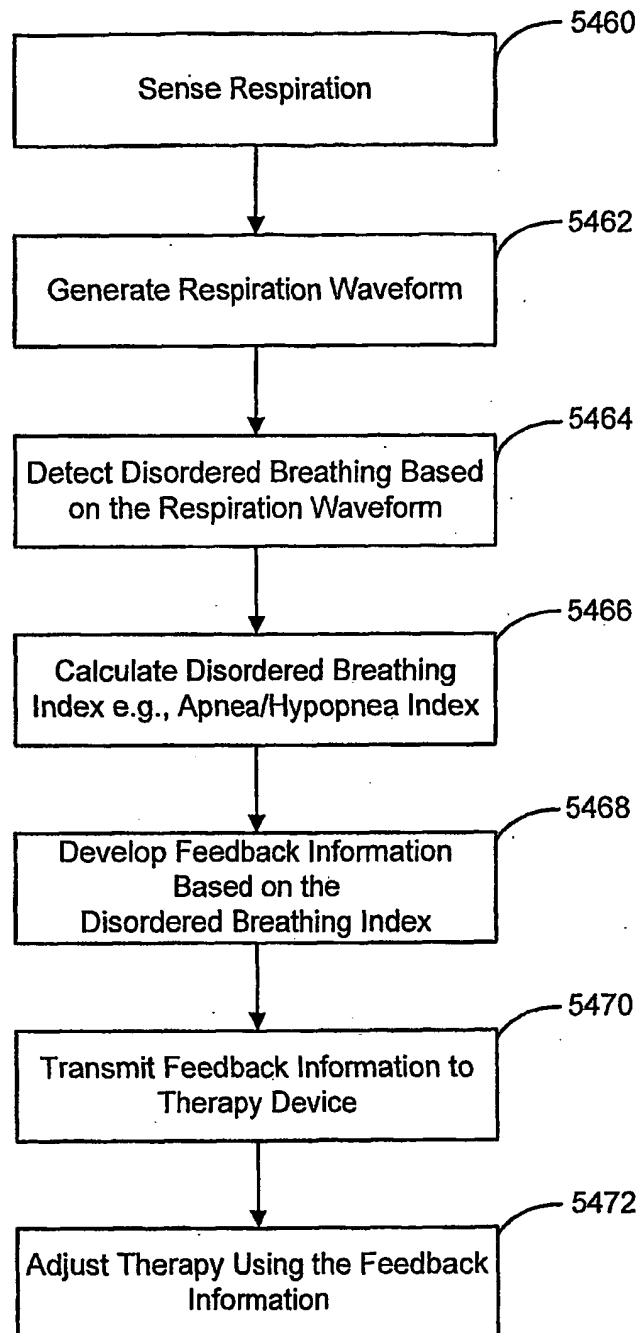 5460
Sense Respiration
5462
Generate Respiration Waveform
5464
Detect Disordered Breathing Based
on the Respiration Waveform
5466
Calculate Disordered Breathing
Index e.g., Apnea/Hypopnea Index
5468
Develop Feedback Information
Based on the
Disordered Breathing Index
5470
Transmit Feedback Information to
Therapy Device
5472
Adjust Therapy Using the Feedback
Information